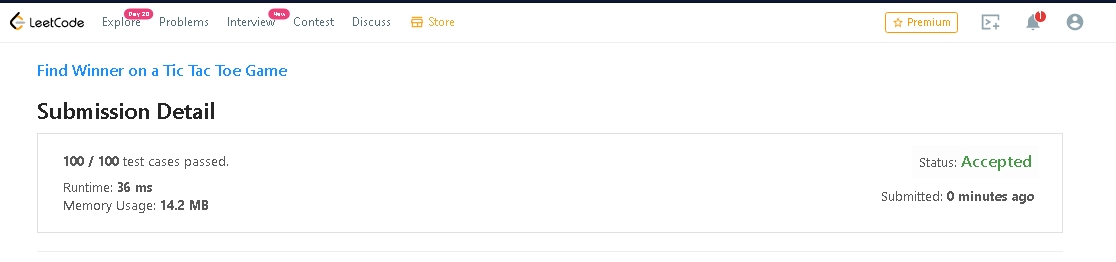 Day 20 New 1
LeetCode Explore Problems Interview Contest Discuss Store Premium
Find Winner on a Tic Tac Toe Game
Submission Detail
100 / 100 test cases passed.
Status: Accepted
Runtime: 36 ms
Submitted: 0 minutes ago
Memory Usage: 14.2 MB